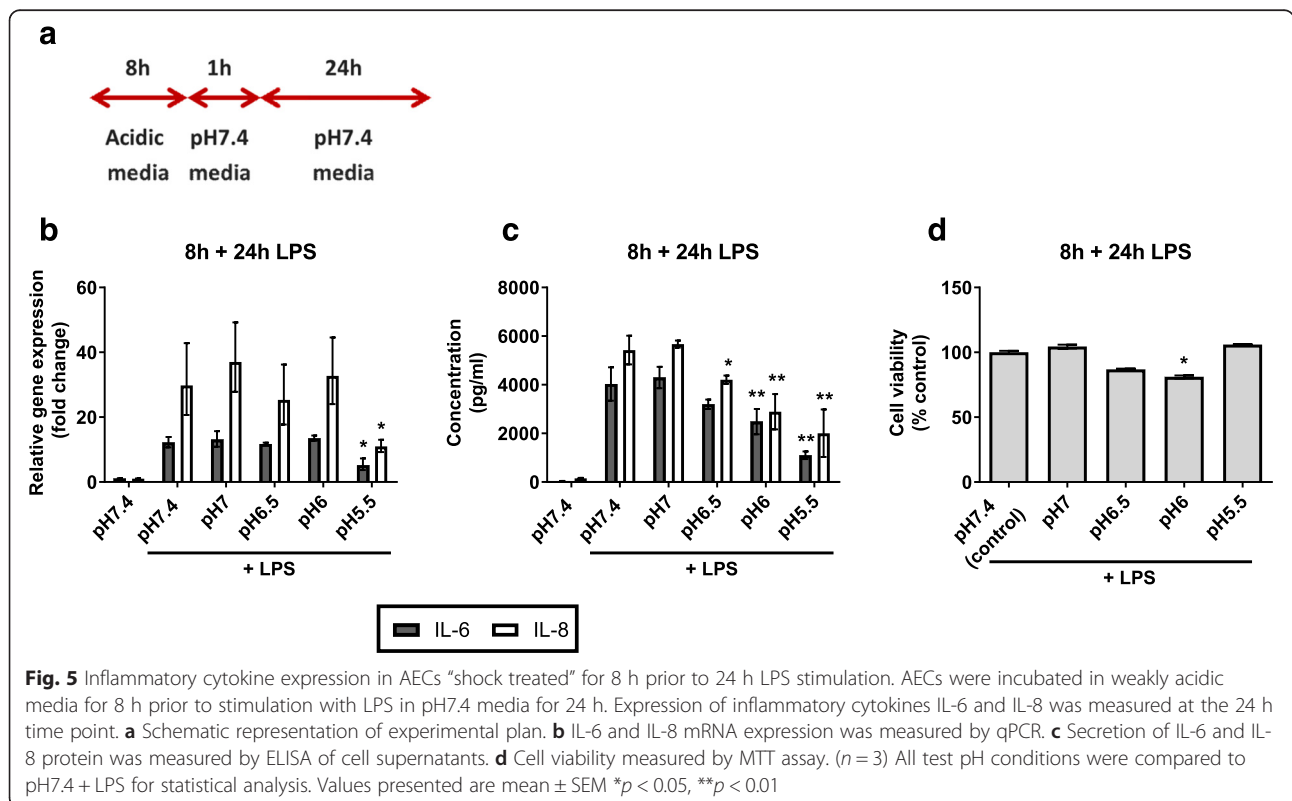 a
8h 1h 24h
Acidic pH7.4 pH7.4
media media media
b
8h + 24h LPS
Relative gene expression
(fold change)
60
40
20
0
* *
pH7.4 pH7.4 pH7 pH6.5 pH6 pH5.5
+ LPS
c
8h + 24h LPS
Concentration
(pg/ml)
8000
6000
4000
2000
0
* ** ** ** **
pH7.4 pH7.4 pH7 pH6.5 pH6 pH5.5
+ LPS
d
8h + 24h LPS
Cell viability
(% control)
150
100
50
0
*
pH7.4 pH7 pH6.5 pH6 pH5.5
(control)
+ LPS
IL-6 IL-8
Fig. 5 Inflammatory cytokine expression in AECs “shock treated” for 8 h prior to 24 h LPS stimulation. AECs were incubated in weakly acidic
media for 8 h prior to stimulation with LPS in pH7.4 media for 24 h. Expression of inflammatory cytokines IL-6 and IL-8 was measured at the 24 h
time point. a Schematic representation of experimental plan. b IL-6 and IL-8 mRNA expression was measured by qPCR. c Secretion of IL-6 and IL-
8 protein was measured by ELISA of cell supernatants. d Cell viability measured by MTT assay. (n = 3) All test pH conditions were compared to
pH7.4 + LPS for statistical analysis. Values presented are mean ± SEM *p < 0.05, **p < 0.01